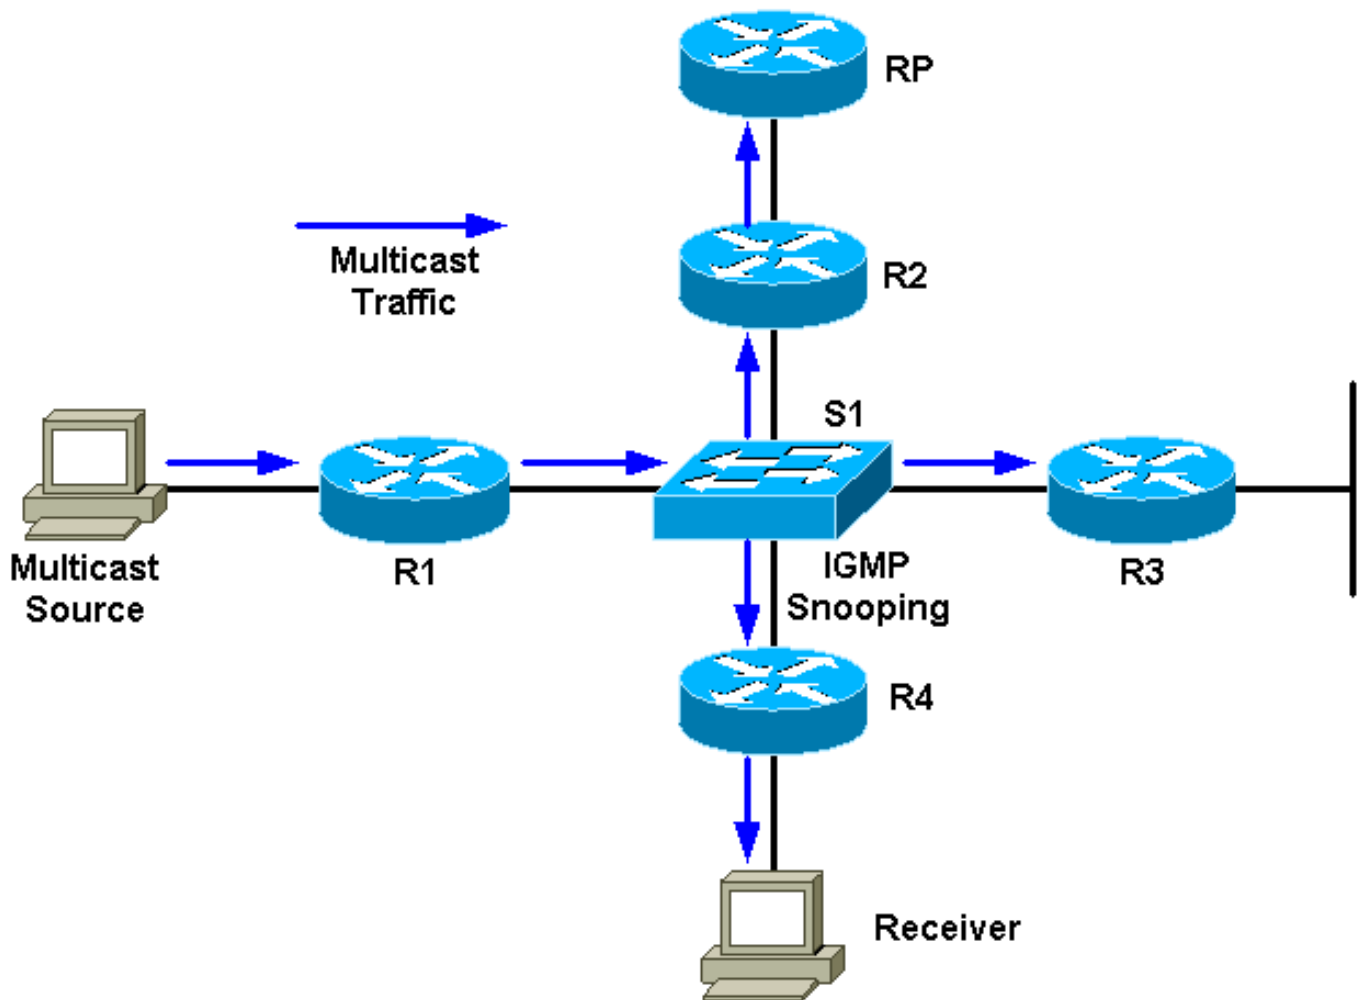 RP
Multicast
Traffic
R2
S1
Multicast
Source
R1
IGMP
Snooping
R3
R4
Receiver